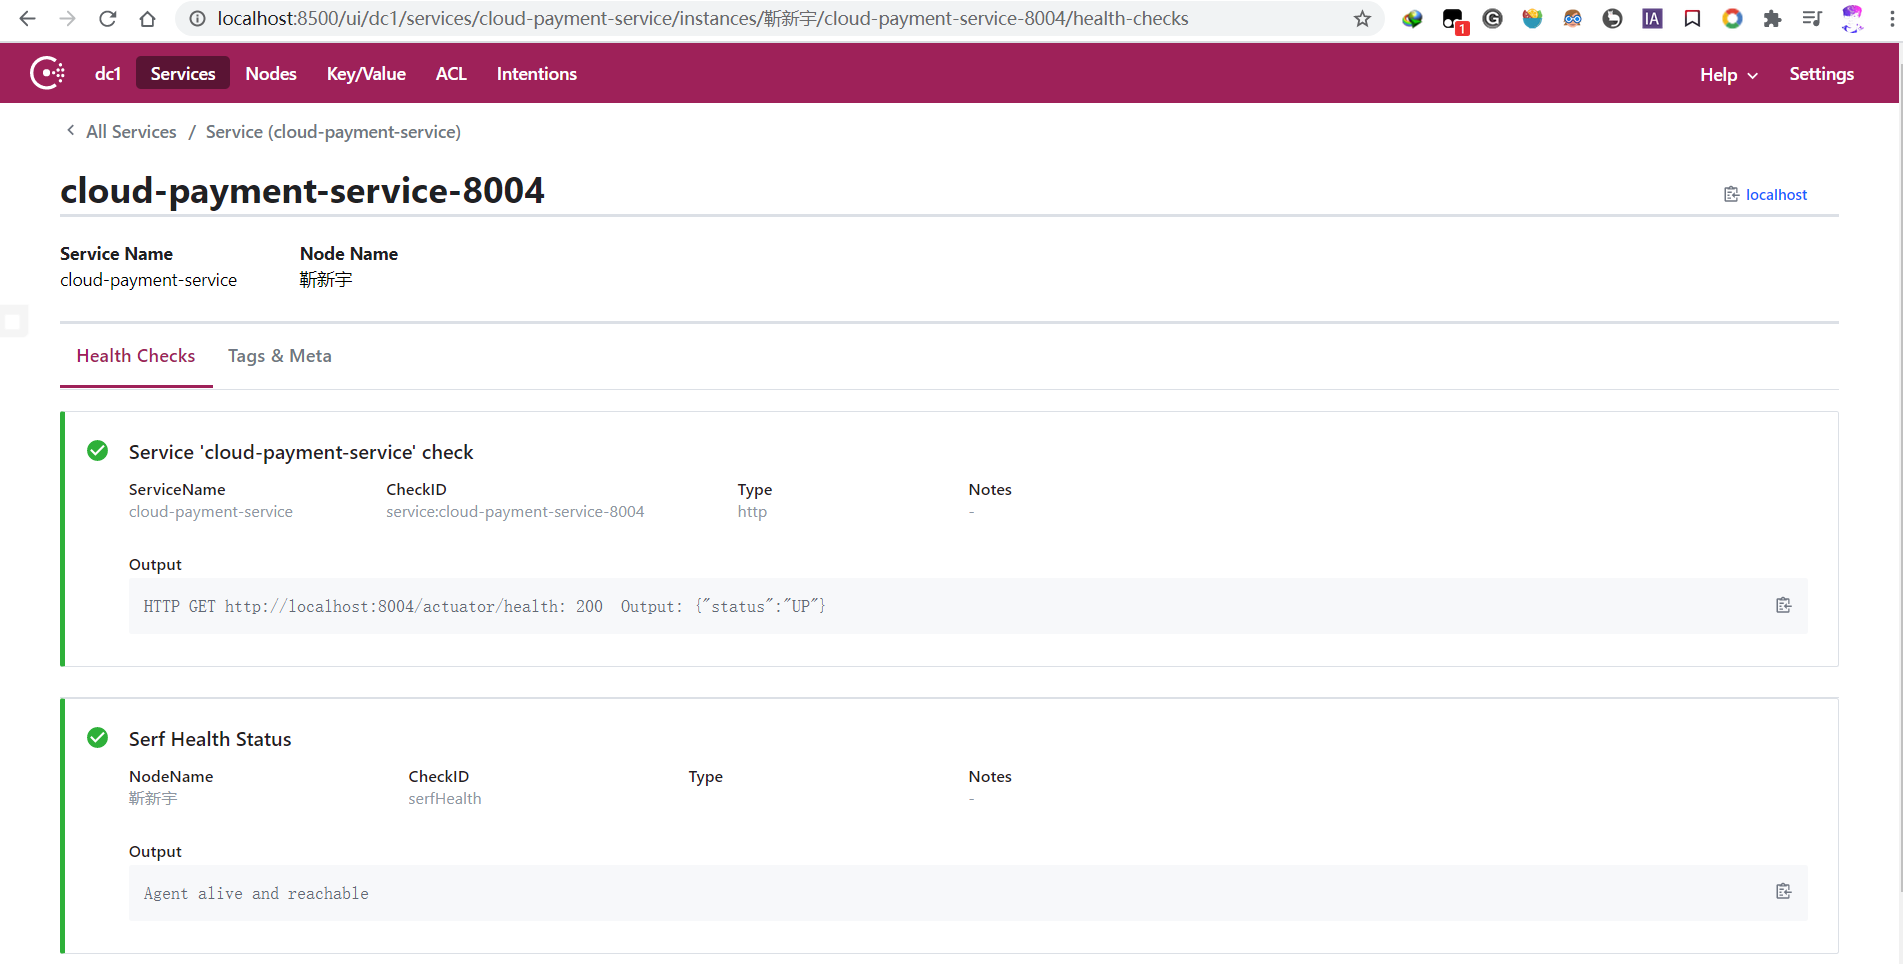 localhost:8500/ui/dc1/services/cloud-payment-service/instances/靳新宇/cloud-payment-service-8004/health-checks
1
G
IA
dc1 Services Nodes Key/Value ACL Intentions Help Settings
All Services / Service (cloud-payment-service)
cloud-payment-service-8004
localhost
Service Name Node Name
cloud-payment-service 靳新宇
Health Checks Tags & Meta
Service 'cloud-payment-service' check
ServiceName CheckID Type Notes
cloud-payment-service service:cloud-payment-service-8004 http -
Output
HTTP GET http://localhost:8004/actuator/health: 200  Output: {"status":"UP"}
Serf Health Status
NodeName CheckID Type Notes
靳新宇 serfHealth -
Output
Agent alive and reachable